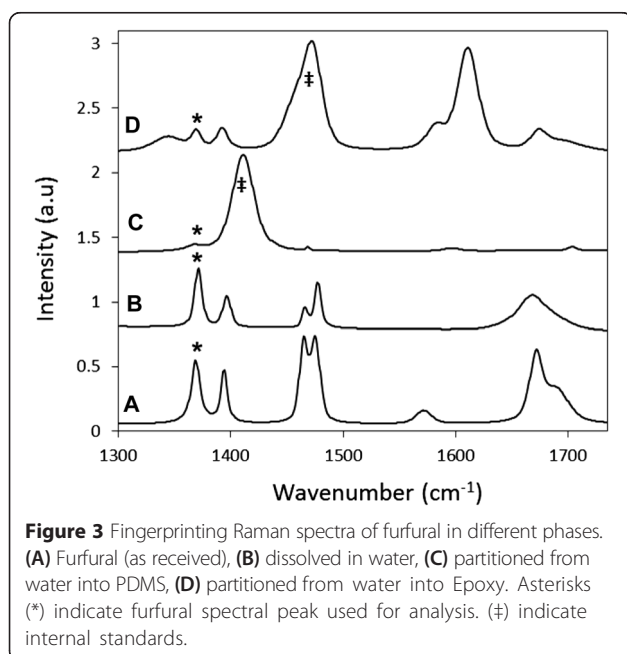 3
2.5
2
1.5
1
0.5
0
Intensity (a.u)
D
*
‡
C
*
‡
B
*
A
*
1300 1400 1500 1600 1700
Wavenumber (cm⁻¹)
Figure 3 Fingerprinting Raman spectra of furfural in different phases.
(A) Furfural (as received), (B) dissolved in water, (C) partitioned from
water into PDMS, (D) partitioned from water into Epoxy. Asterisks
(*) indicate furfural spectral peak used for analysis. (‡) indicate
internal standards.